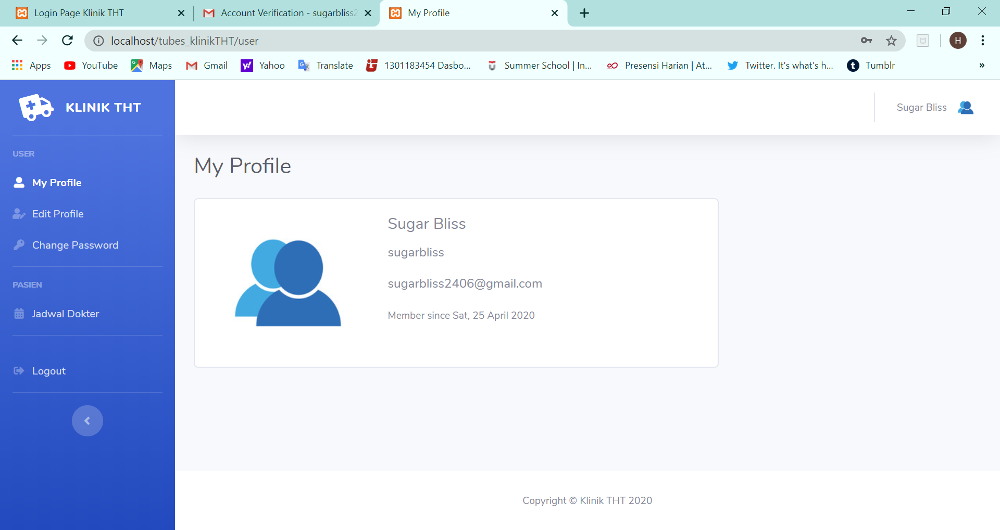 Login Page Klinik THT
Account Verification - sugarbliss2
My Profile
localhost/tubes_klinikTHT/user
H
Apps
YouTube
Maps
Gmail
Yahoo
Translate
1301183454 Dasbo...
Summer School | In...
Presensi Harian | At...
Twitter. It's what's h...
Tumblr
KLINIK THT
Sugar Bliss
USER
My Profile
Edit Profile
Change Password
PASIEN
Jadwal Dokter
Logout
My Profile
Sugar Bliss
sugarbliss
sugarbliss2406@gmail.com
Member since Sat, 25 April 2020
Copyright © Klinik THT 2020